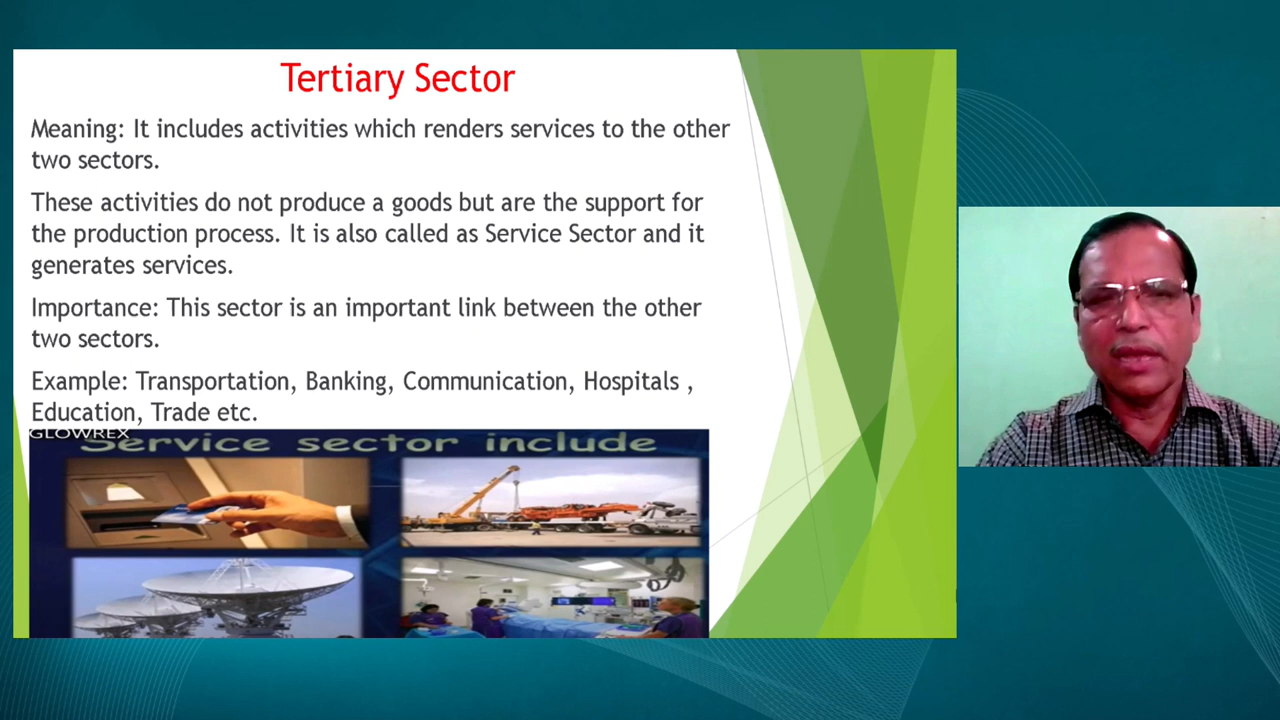 Tertiary Sector
Meaning: It includes activities which renders services to the other
two sectors.
These activities do not produce a goods but are the support for
the production process. It is also called as Service Sector and it
generates services.
Importance: This sector is an important link between the other
two sectors.
Example: Transportation, Banking, Communication, Hospitals ,
Education, Trade etc.
GLOWREX
Service sector include